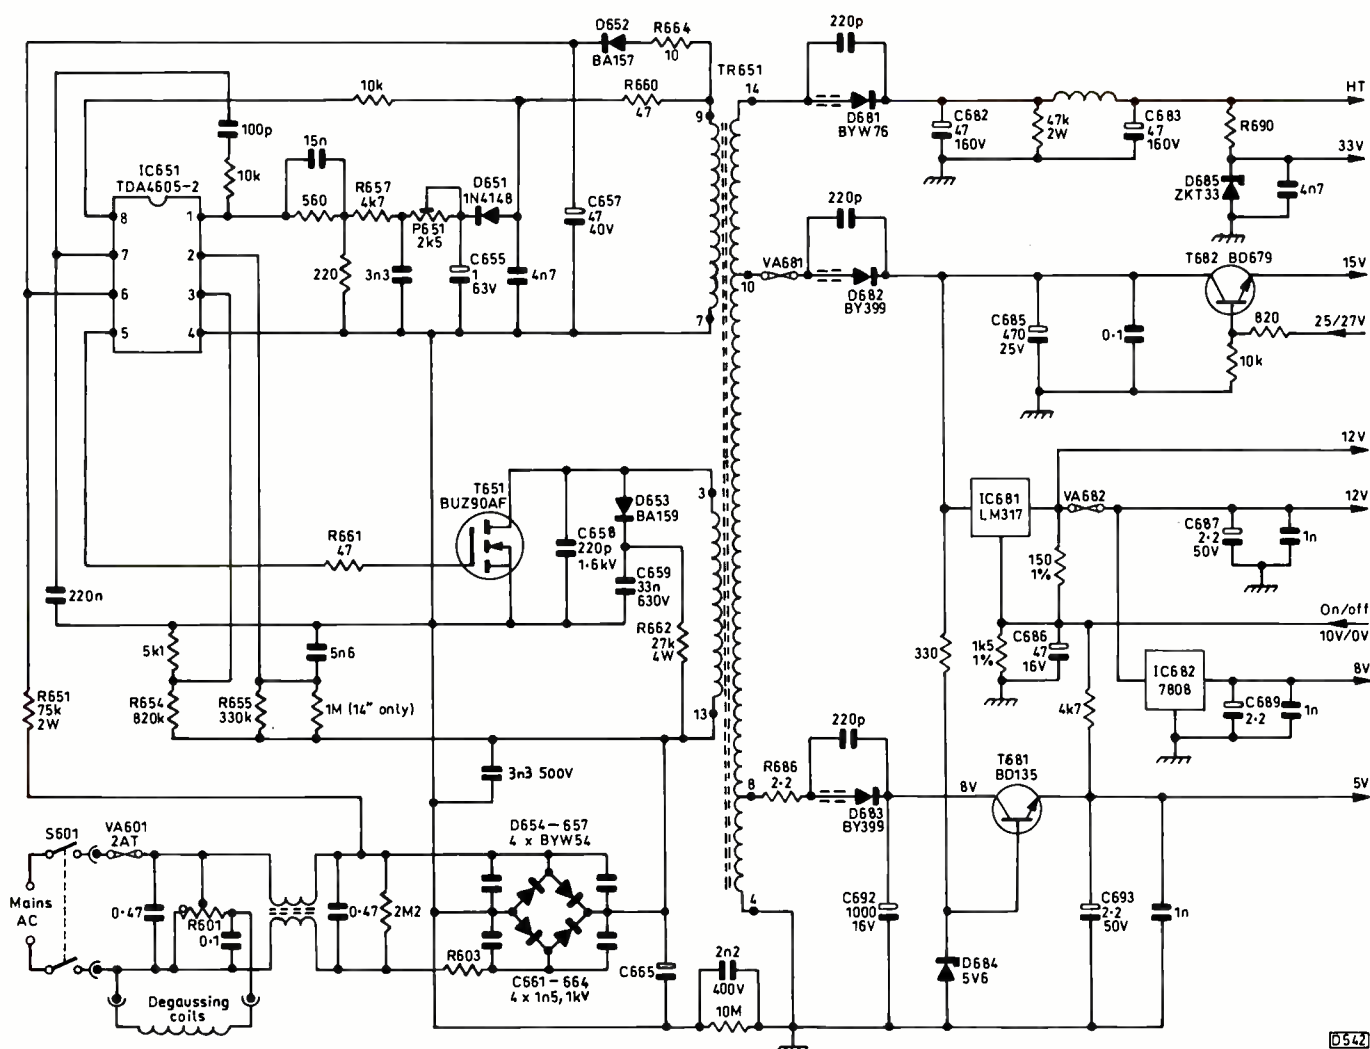 D652
BA157
R664
10
220p
TR651
14
10k
R660
47
9
D681
BYW76
C682
47
160V
47k
2W
C683
47
160V
HT
R690
33V
D685
ZKT33
4n7
100p
15n
IC651
TDA4605-2
10k
8
1
560
R657
4k7
P651
2k5
D651
1N4148
C657
47
40V
7
2
220
3n3
C655
1
63V
4n7
6
3
5
4
7
220p
VA681
10
D682
BY399
T682 BD679
15V
C685
470
25V
0·1
820
25/27V
10k
12V
IC681
LM317
VA682
12V
C687
2·2
50V
1n
150
1%
On/off
10V/0V
330
1k5
1%
C686
47
16V
IC682
7808
8V
C689
2·2
1n
4k7
T651
BUZ90AF
3
D653
BA159
C658
220p
1.6kV
C659
33n
630V
R661
47
R662
27k
4W
220n
5k1
5n6
R651
75k
2W
R654
820k
R655
330k
1M (14" only)
13
3n3 500V
220p
8
R686
2·2
D683
BY399
8V
T681
BD135
5V
S601
VA601
2AT
D654-657
4 x BYW54
Mains
AC
0·47
R601
0·1
0·47
2M2
R603
C661-664
4 x 1n5, 1kV
C665
4
2n2
400V
10M
C692
1000
16V
C693
2·2
50V
1n
D684
5V6
Degaussing
coils
D542